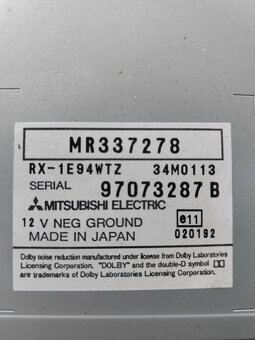 MR337278
RX-1E94WTZ 34M0113
SERIAL 97073287 B
MITSUBISHI ELECTRIC
12 V NEG GROUND e11
MADE IN JAPAN 020192
Dolby noise reduction manufactured under license from Dolby Laboratories
Licensing Corporation. "DOLBY" and the double-D symbol
are trademarks of Dolby Laboratories Licensing Corporation.